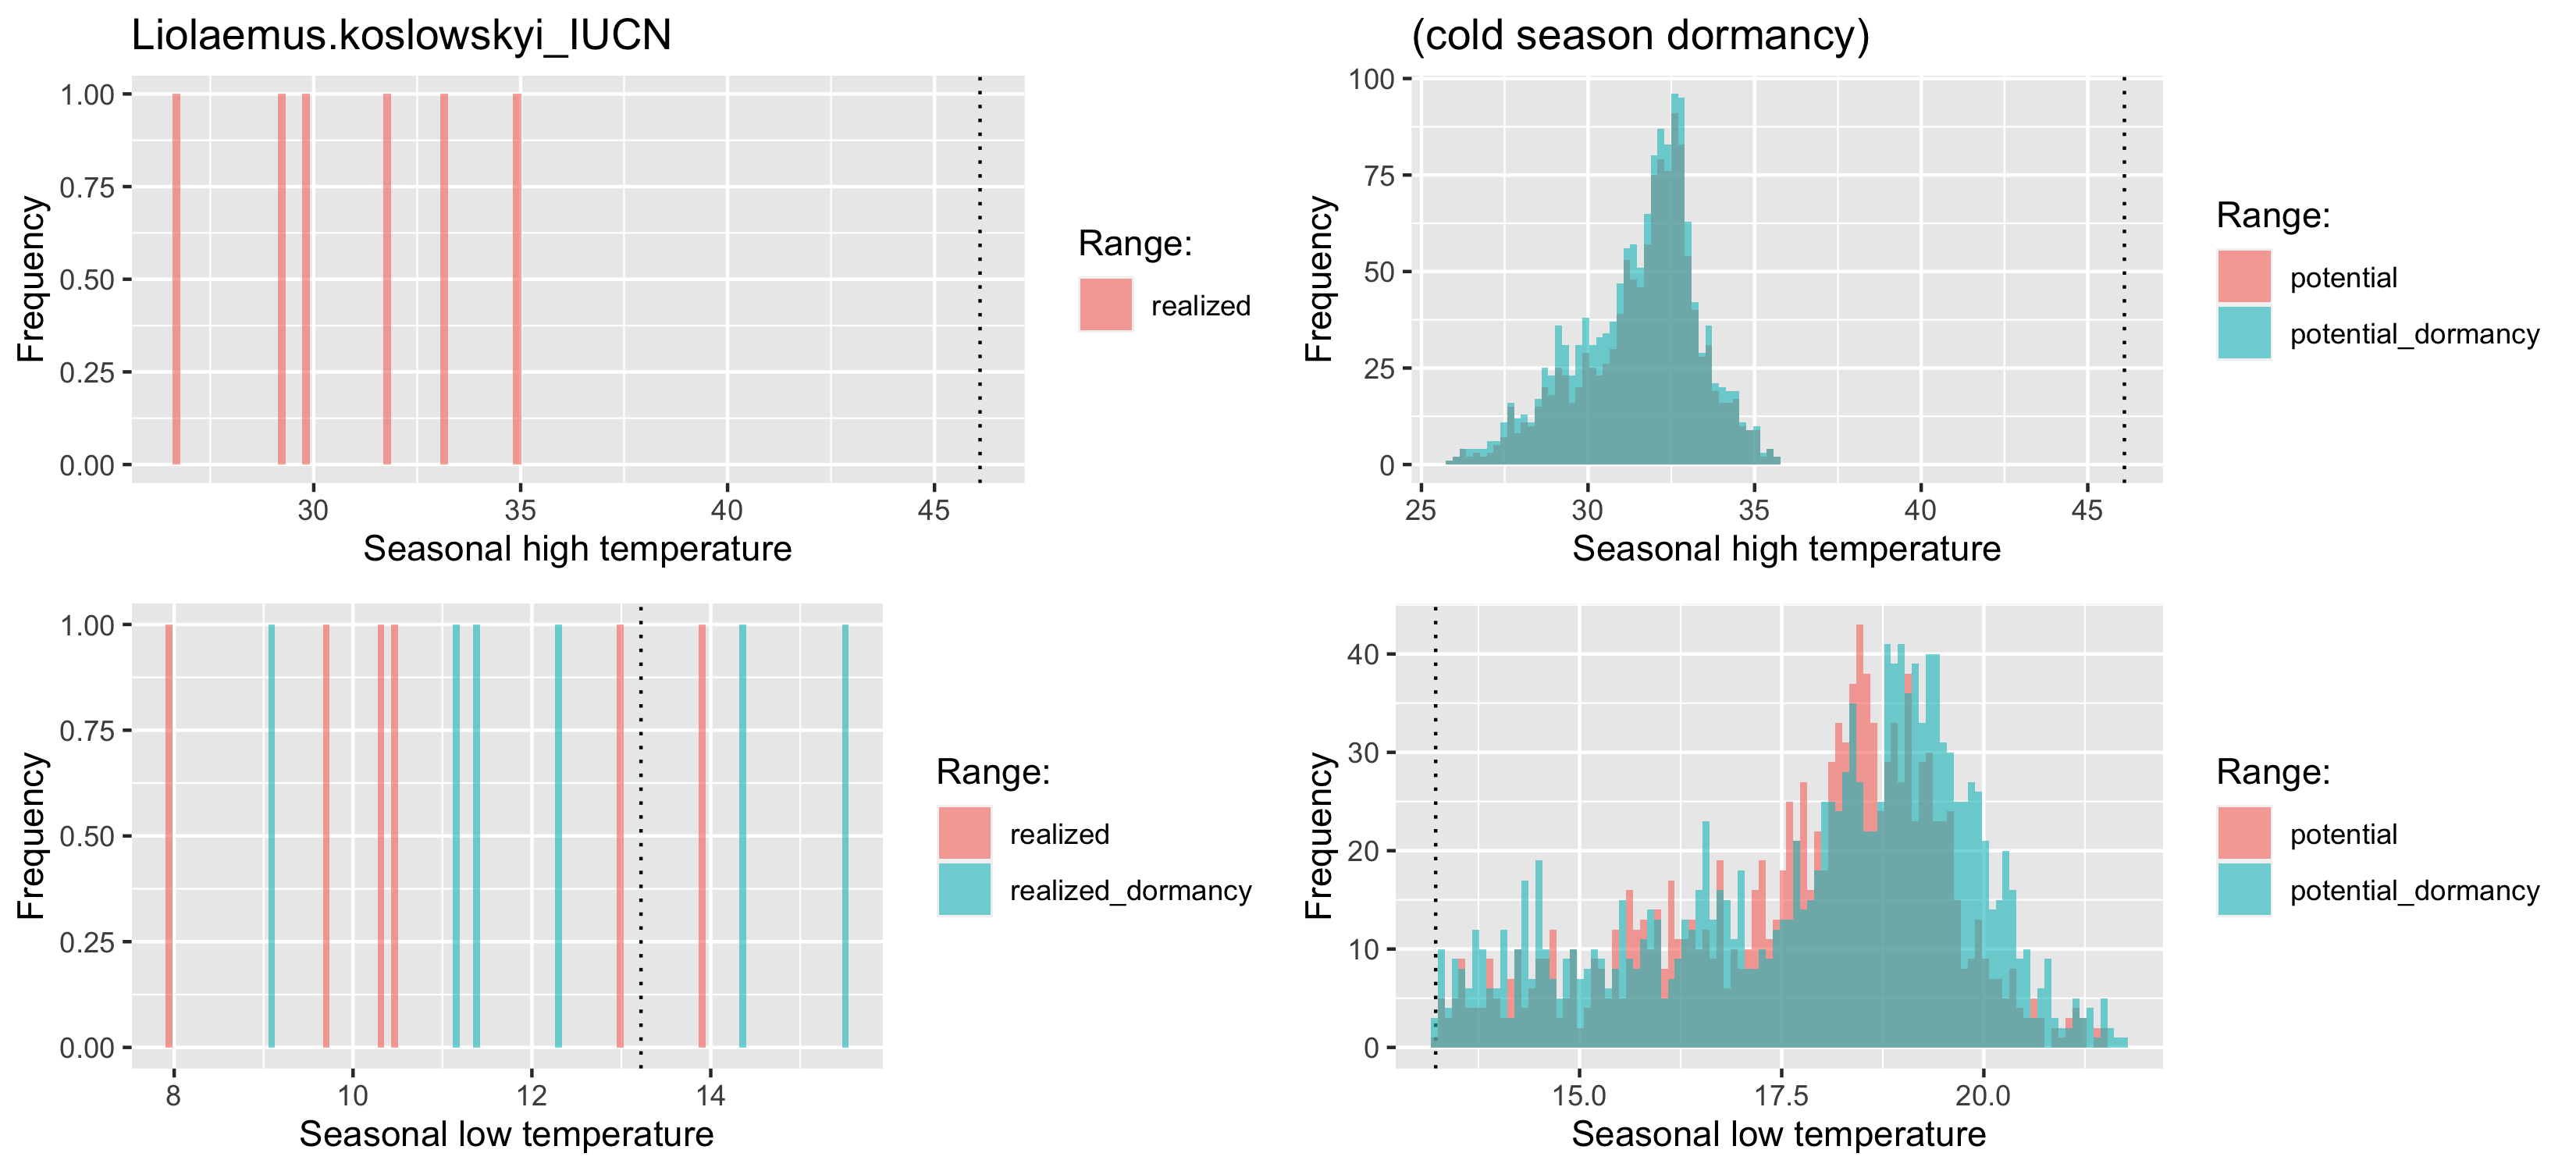 Liolaemus.koslowskyi_IUCN
1.00
0.75
0.50
0.25
0.00
Frequency
30
35
40
45
Seasonal high temperature
Range:
realized
(cold season dormancy)
100
75
50
25
0
Frequency
25
30
35
40
45
Seasonal high temperature
Range:
potential
potential_dormancy
1.00
0.75
0.50
0.25
0.00
Frequency
8
10
12
14
Seasonal low temperature
Range:
realized
realized_dormancy
40
30
20
10
0
Frequency
15.0
17.5
20.0
Seasonal low temperature
Range:
potential
potential_dormancy